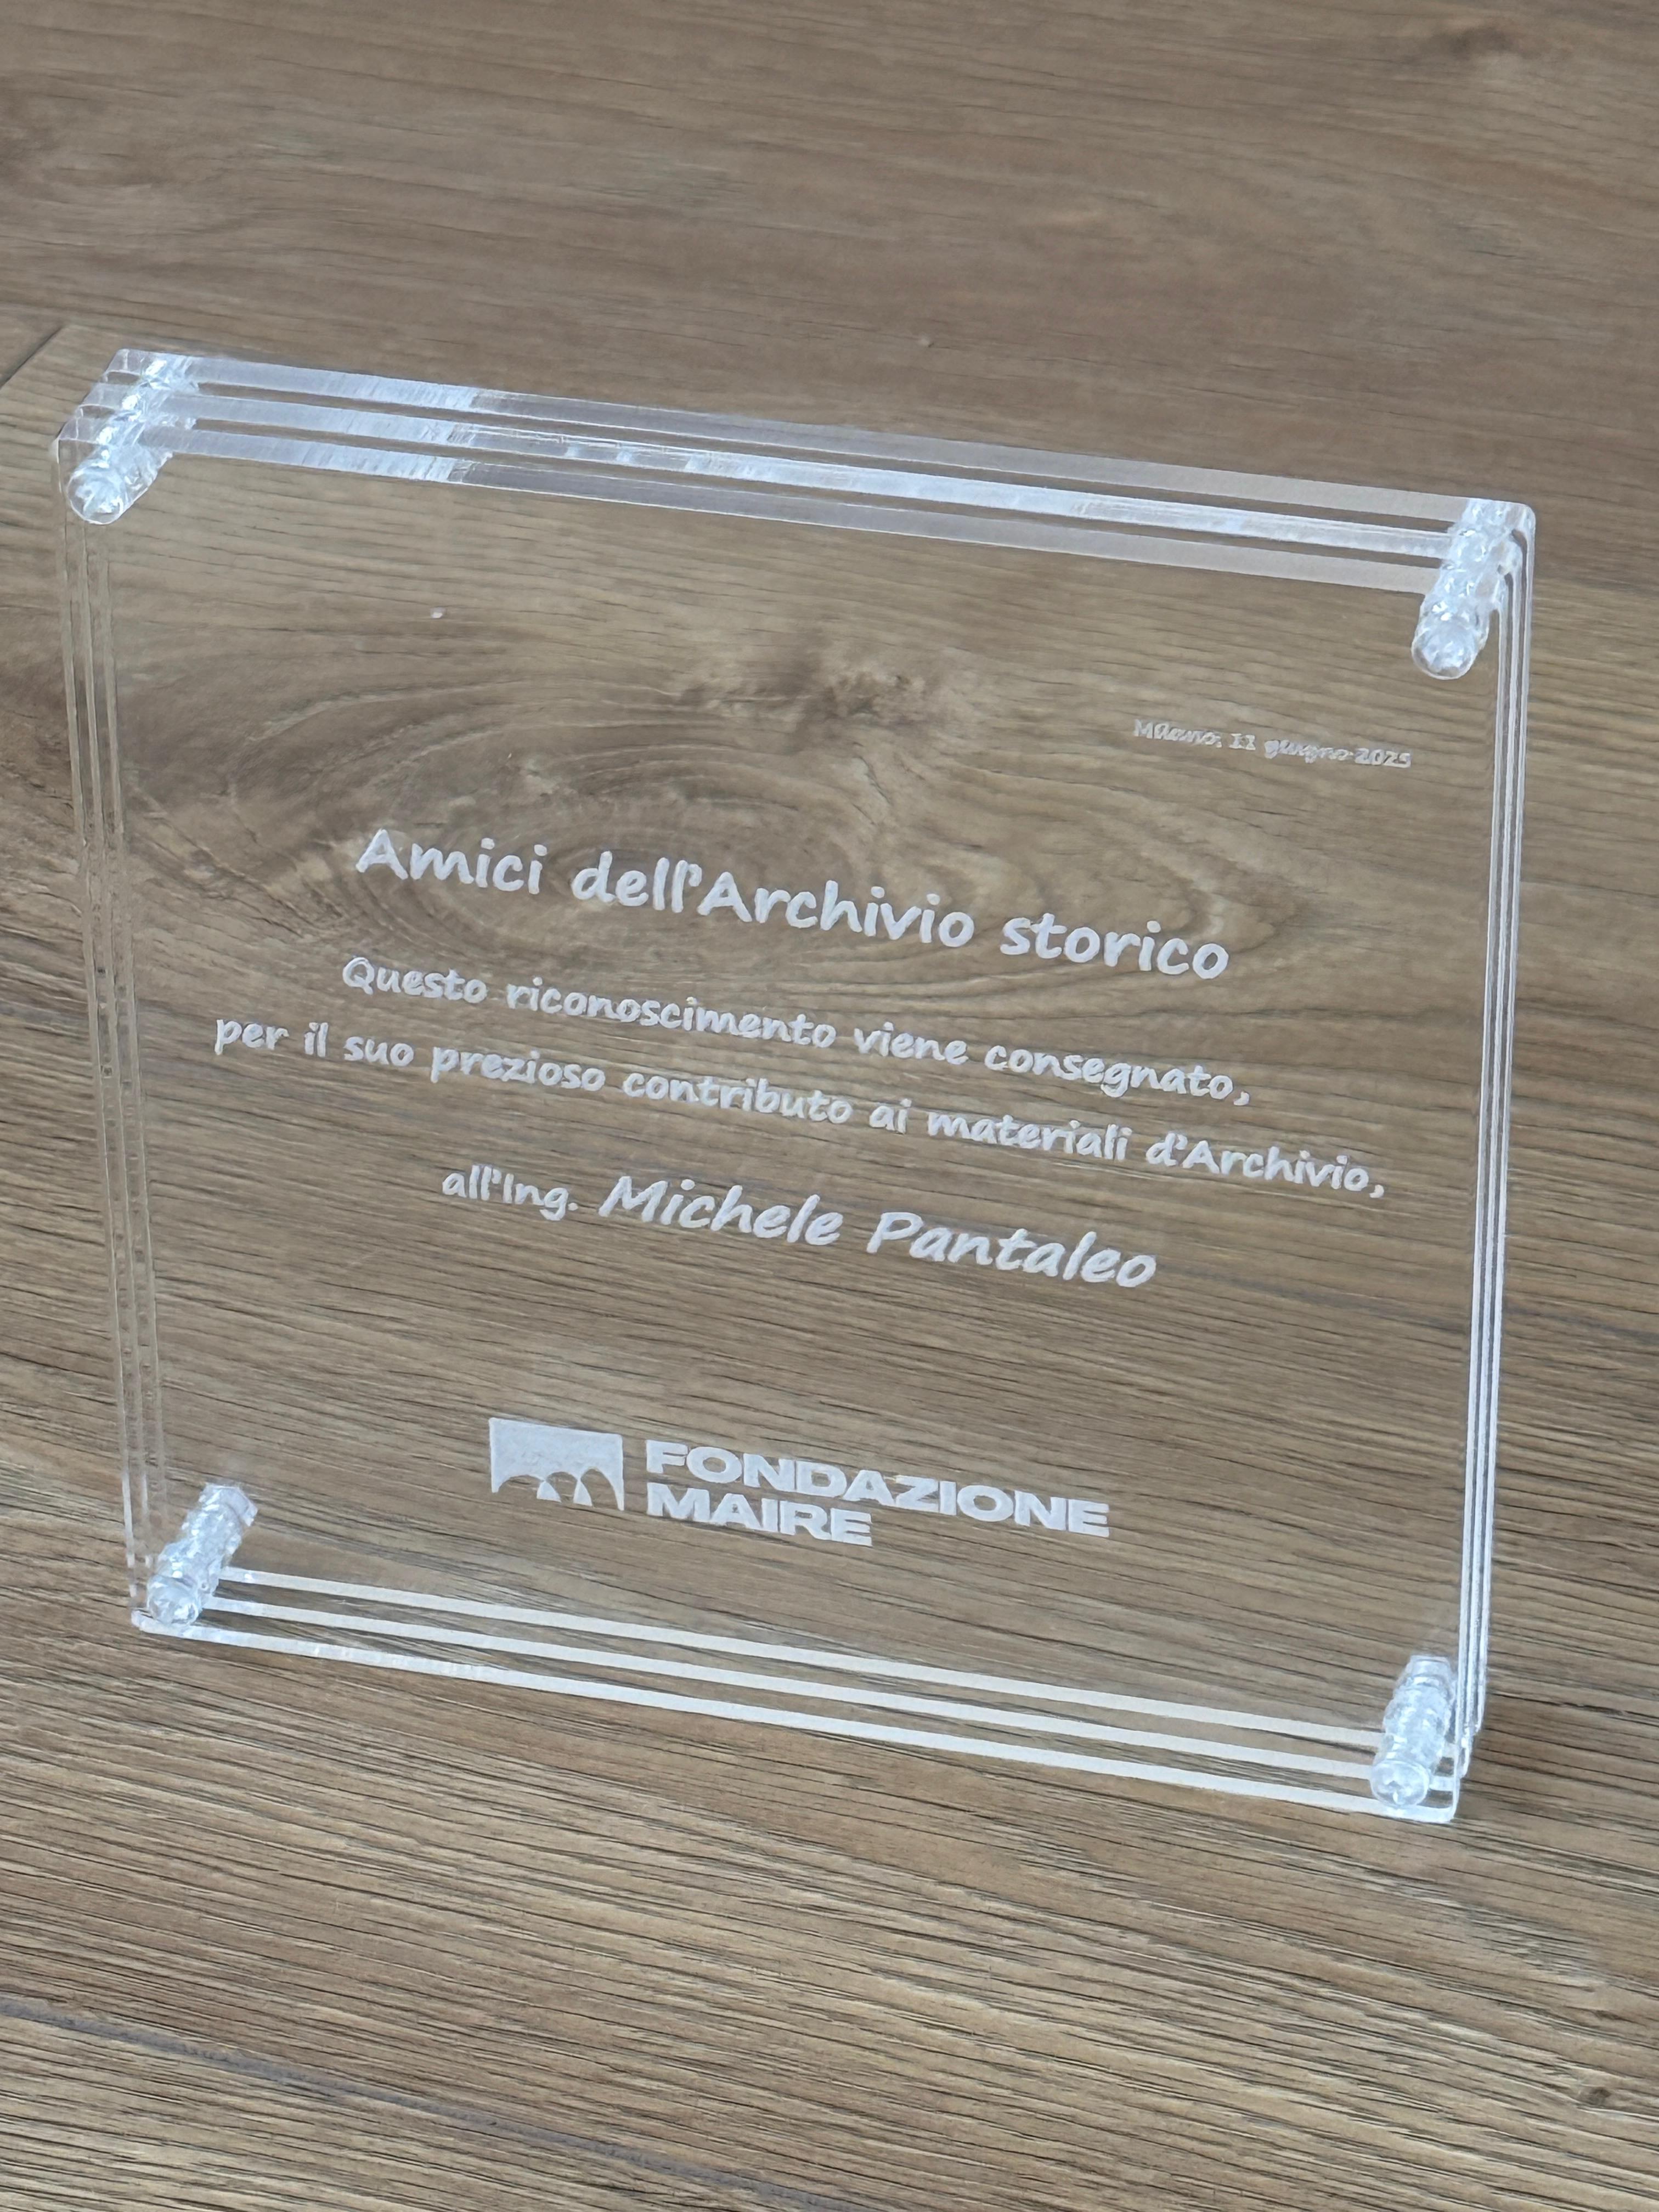 Milano, 11 giugno 2025
Amici dell'Archivio storico
Questo riconoscimento viene consegnato,
per il suo prezioso contributo ai materiali d'Archivio,
all'Ing. Michele Pantaleo
FONDAZIONE
MAIRE